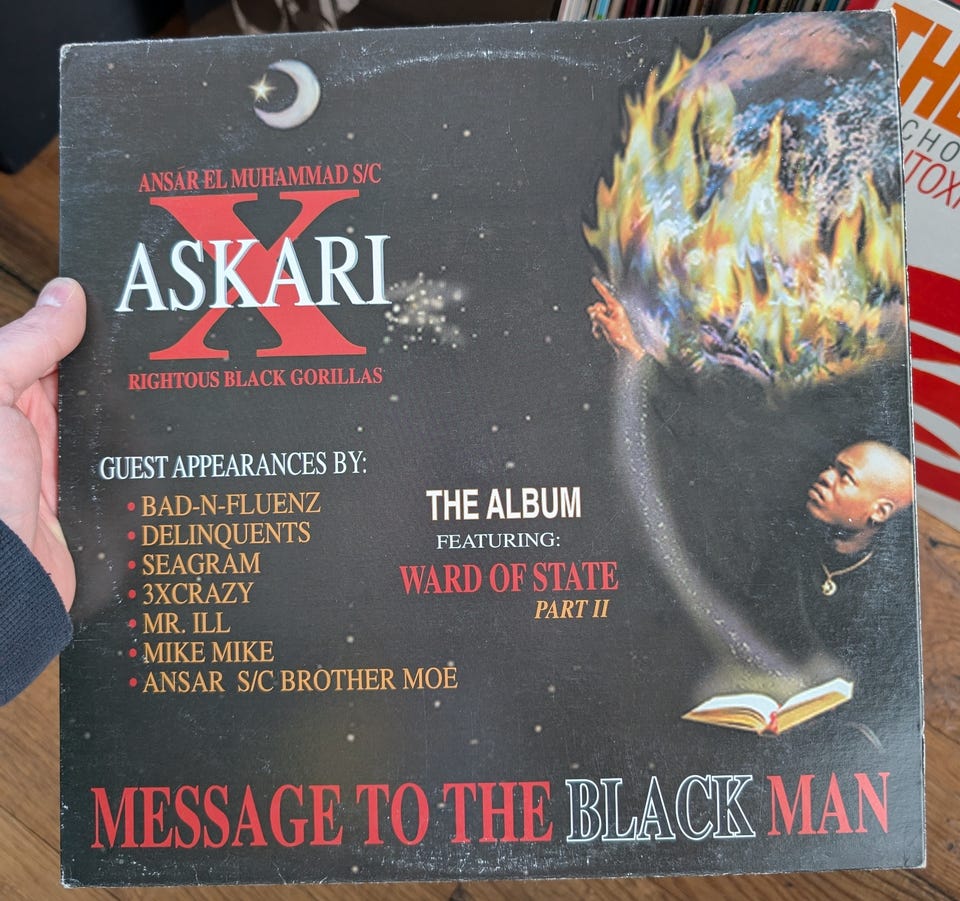 ANSAR EL MUHAMMAD S/C
X
ASKARI
RIGHTOUS BLACK GORILLAS
GUEST APPEARANCES BY:
• BAD-N-FLUENZ
• DELINQUENTS
• SEAGRAM
• 3XCRAZY
• MR. ILL
• MIKE MIKE
• ANSAR S/C BROTHER MOE
THE ALBUM
FEATURING:
WARD OF STATE
PART II
MESSAGE TO THE BLACK MAN
THE